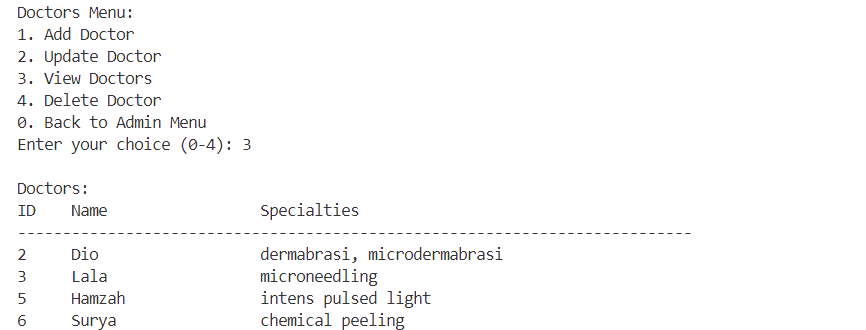 Doctors Menu:
1. Add Doctor
2. Update Doctor
3. View Doctors
4. Delete Doctor
0. Back to Admin Menu
Enter your choice (0-4): 3
Doctors:
ID    Name                 Specialties
---------------------------------------------------------------------------
2     Dio                  dermabrasi, microdermabrasi
3     Lala                 microneedling
5     Hamzah               intens pulsed light
6     Surya                chemical peeling